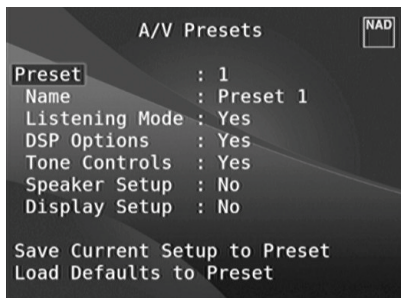 A/V Presets
NAD
Preset : 1
Name : Preset 1
Listening Mode : Yes
DSP Options : Yes
Tone Controls : Yes
Speaker Setup : No
Display Setup : No
Save Current Setup to Preset
Load Defaults to Preset